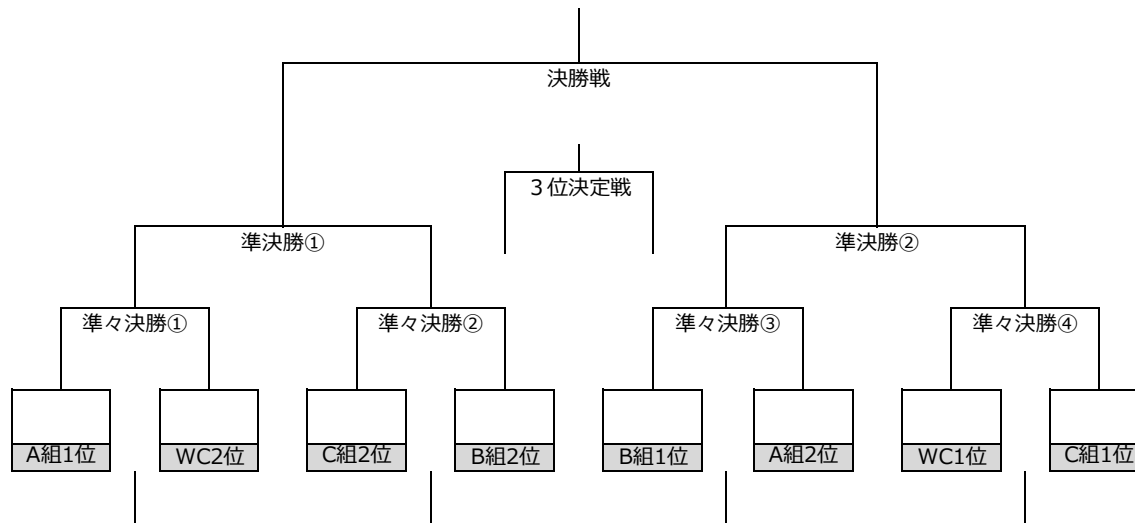 決勝戦
３位決定戦
準決勝①
準決勝②
準々決勝①
準々決勝②
準々決勝③
準々決勝④
A組1位
WC2位
C組2位
B組2位
B組1位
A組2位
WC1位
C組1位